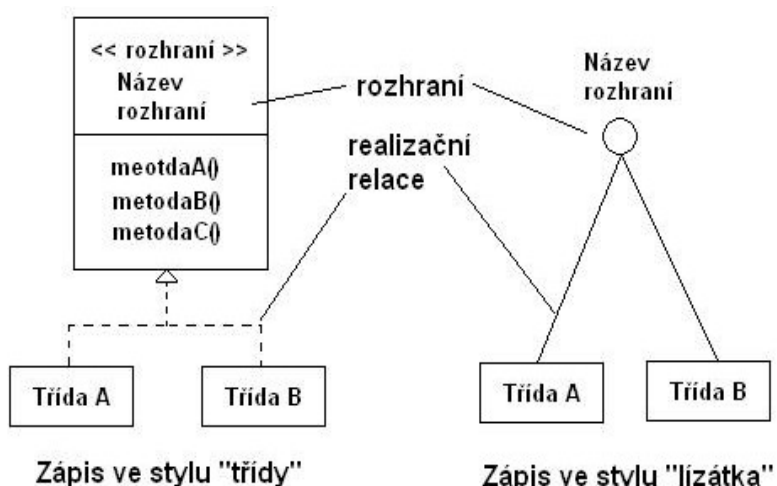 << rozhraní >>
Název
rozhraní
meotdaA()
metodaB()
metodaC()
Třída A
Třída B
Zápis ve stylu "třídy"
rozhraní
realizační
relace
Název
rozhraní
Třída A
Třída B
Zápis ve stylu "lízátka"